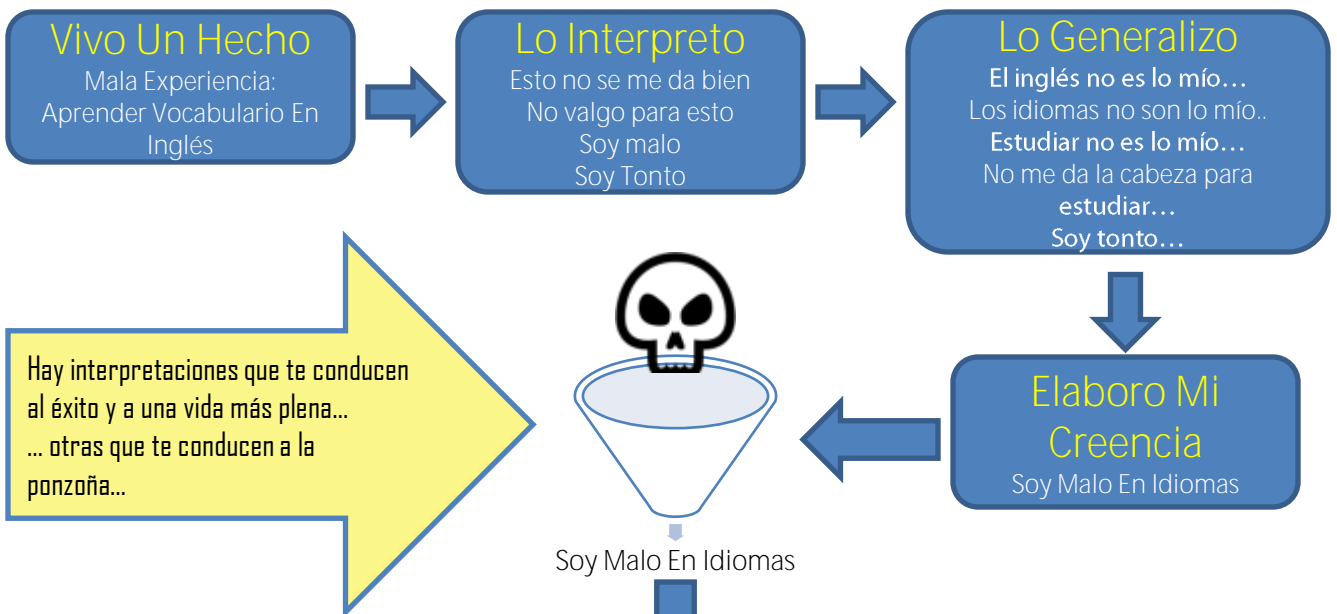 Vivo Un Hecho
Mala Experiencia:
Aprender Vocabulario En
Inglés
Lo Interpreto
Esto no se me da bien
No valgo para esto
Soy malo
Soy Tonto
Lo Generalizo
El inglés no es lo mío...
Los idiomas no son lo mío..
Estudiar no es lo mío...
No me da la cabeza para
estudiar...
Soy tonto...
Elaboro Mi
Creencia
Soy Malo En Idiomas
Hay interpretaciones que te conducen
al éxito y a una vida más plena...
... otras que te conducen a la
ponzoña...
Soy Malo En Idiomas